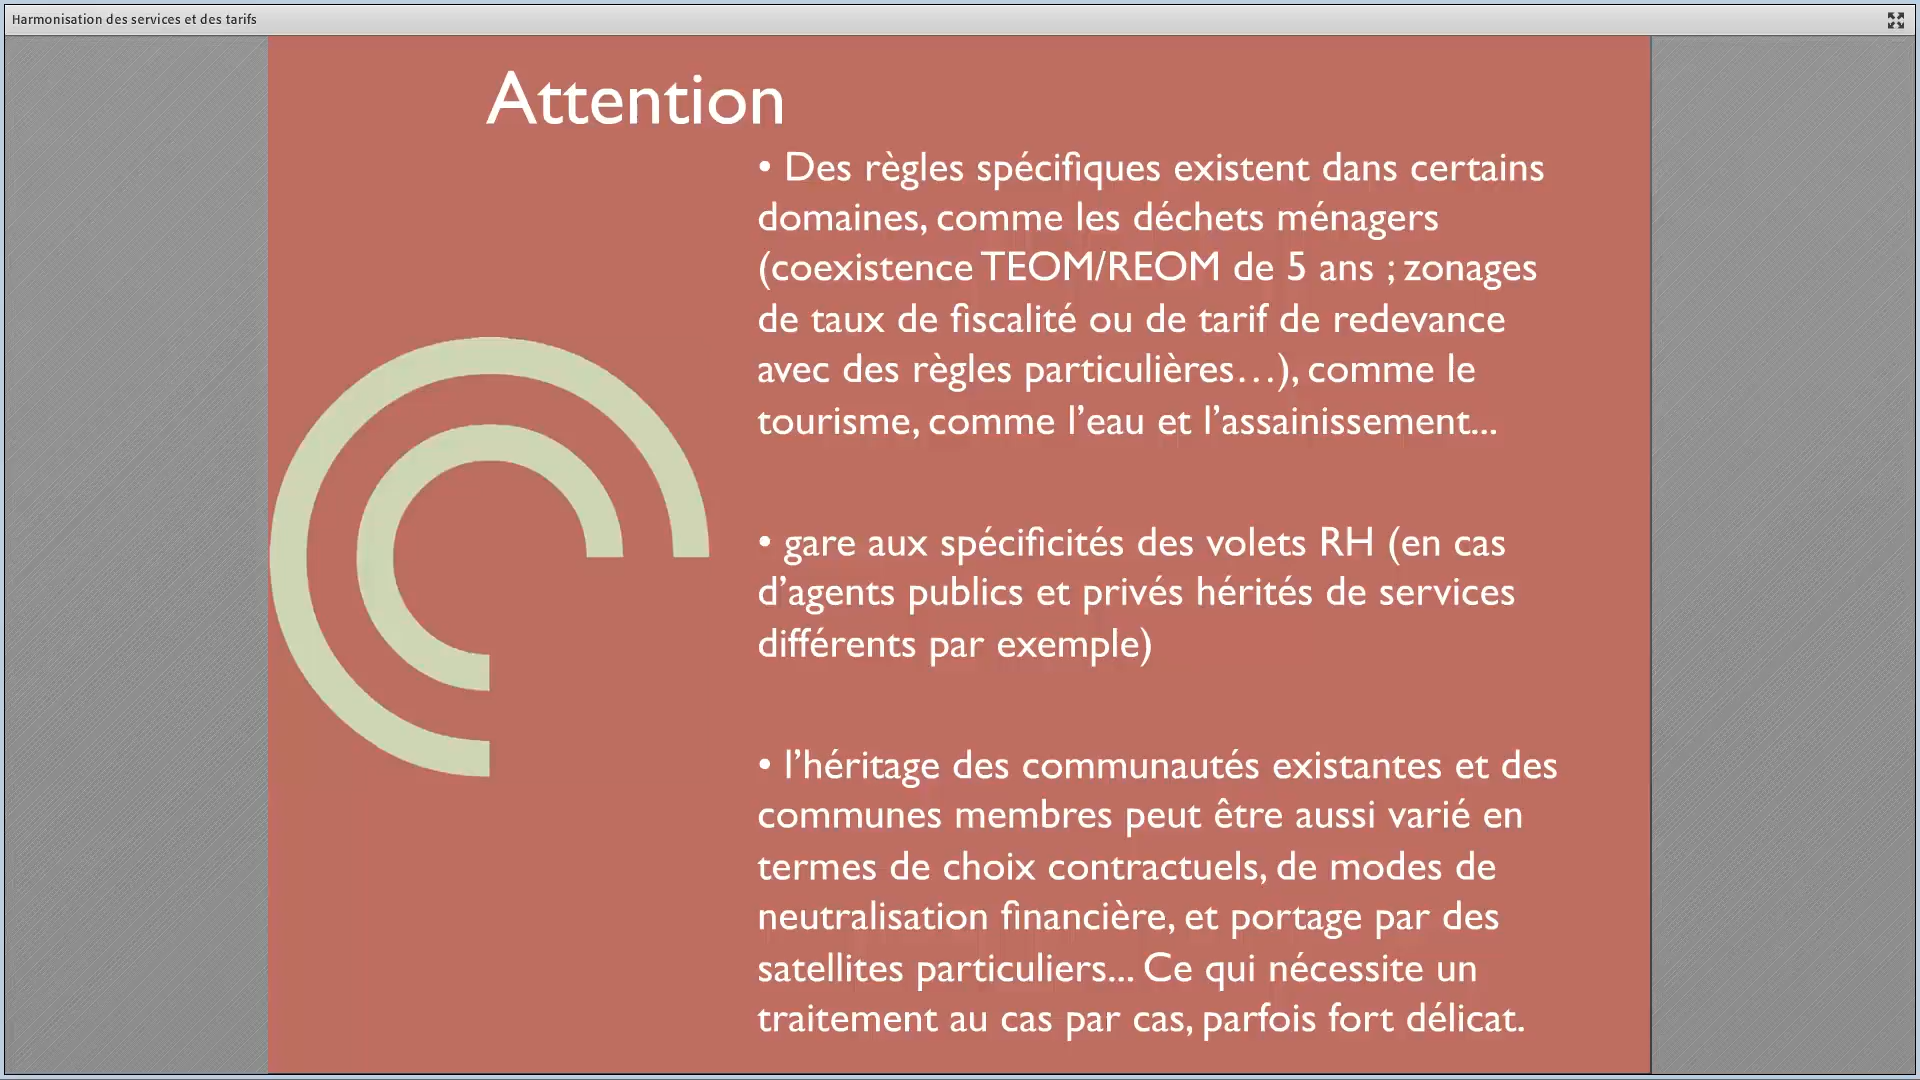 Harmonisation des services et des tarifs
Attention
• Des règles spécifiques existent dans certains
domaines, comme les déchets ménagers
(coexistence TEOM/REOM de 5 ans ; zonages
de taux de fiscalité ou de tarif de redevance
avec des règles particulières…), comme le
tourisme, comme l’eau et l’assainissement...
• gare aux spécificités des volets RH (en cas
d’agents publics et privés hérités de services
différents par exemple)
• l’héritage des communautés existantes et des
communes membres peut être aussi varié en
termes de choix contractuels, de modes de
neutralisation financière, et portage par des
satellites particuliers... Ce qui nécessite un
traitement au cas par cas, parfois fort délicat.